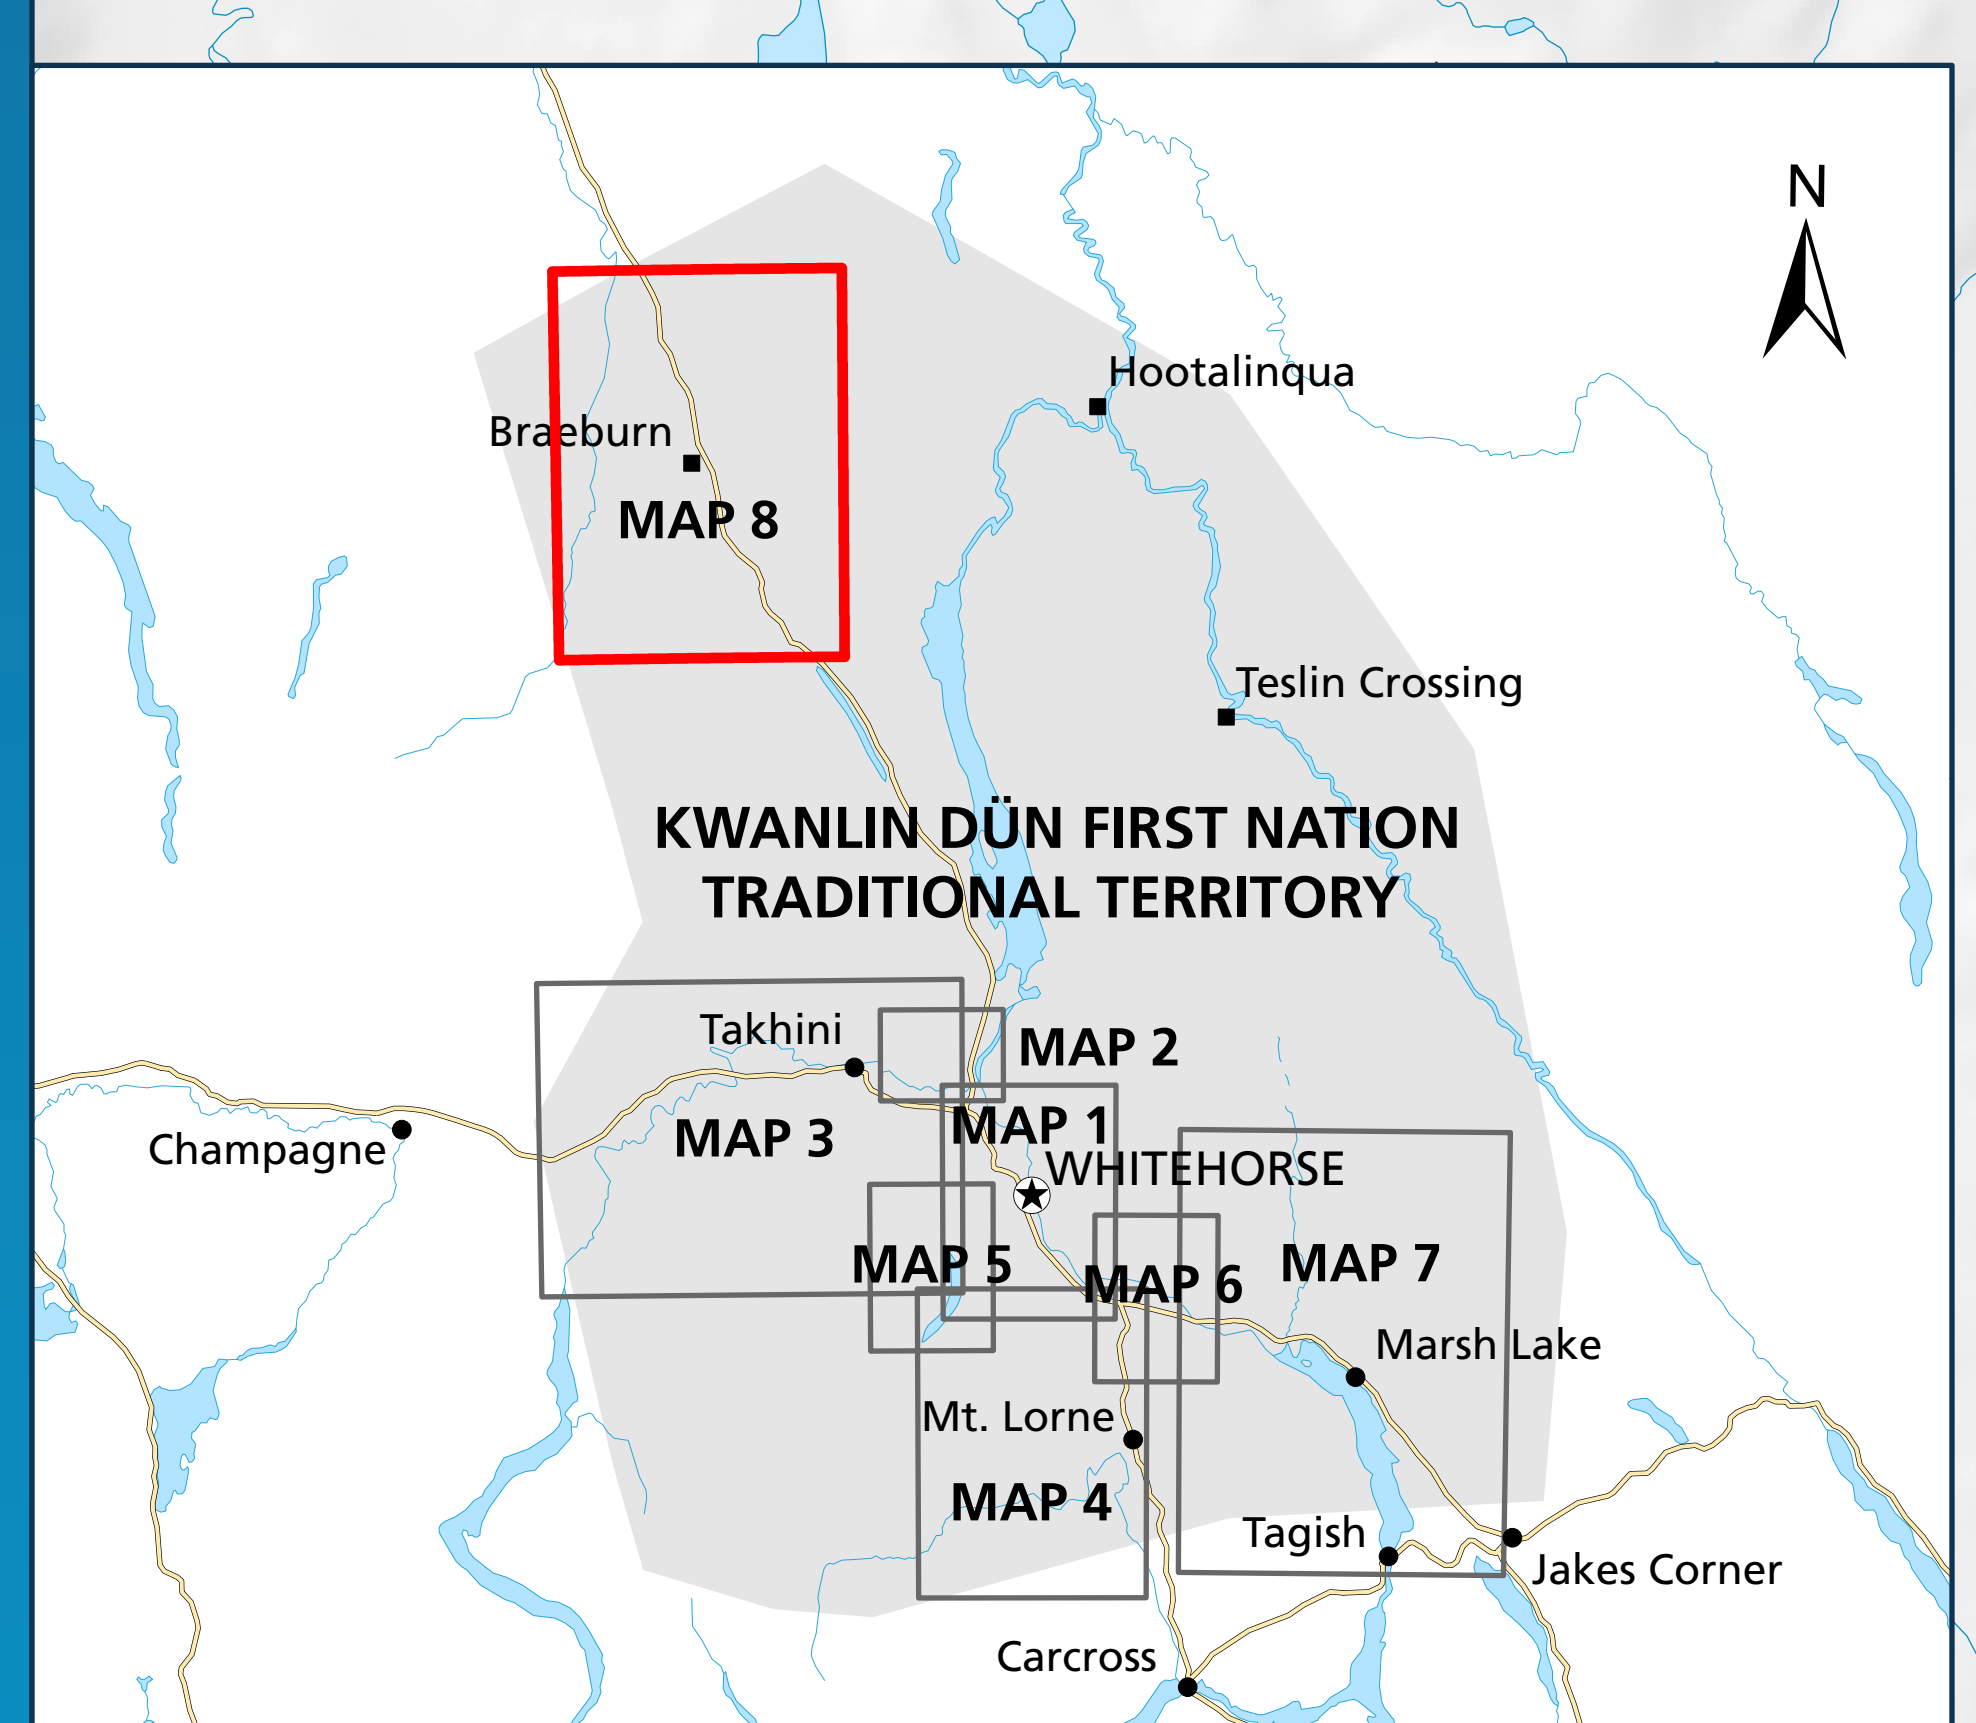 N
Hootalinqua
Braeburn
MAP 8
Teslin Crossing
KWANLIN DÜN FIRST NATION
TRADITIONAL TERRITORY
Takhini
MAP 2
MAP 1
Champagne
MAP 3
WHITEHORSE
MAP 5
MAP 6
MAP 7
Marsh Lake
Mt. Lorne
MAP 4
Tagish
Jakes Corner
Carcross